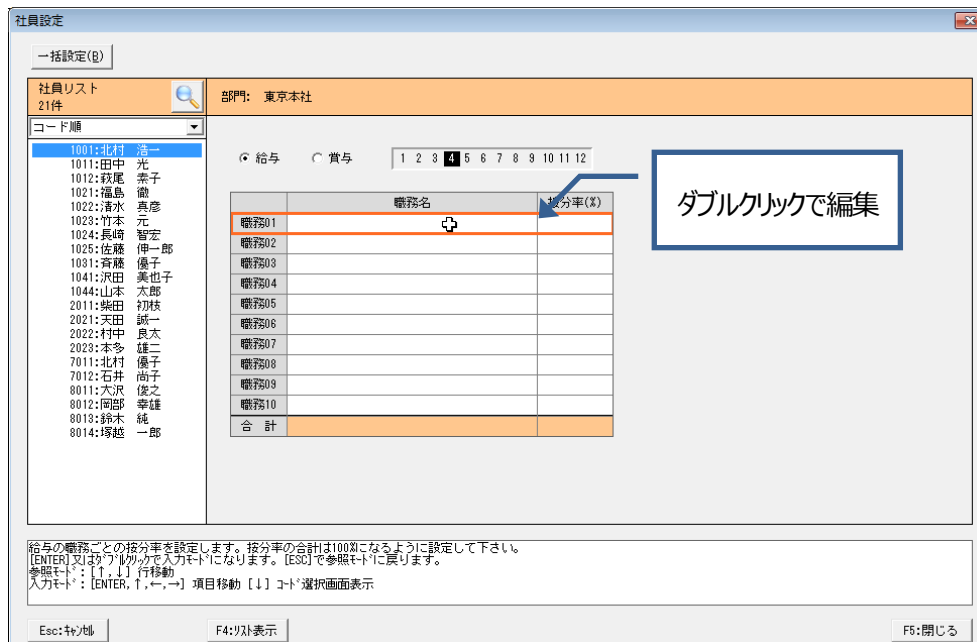 社員設定
一括設定(B)
社員リスト
21件
部門: 東京本社
コード順
1001:北村 浩一
1011:田中 光
1012:萩尾 素子
1021:福島 徹
1022:清水 真彦
1023:竹本 元
1024:長崎 智宏
1025:佐藤 伸一郎
1031:斉藤 優子
1041:沢田 美也子
1044:山本 太郎
2011:柴田 初枝
2021:天田 誠一
2022:村中 良太
2023:本多 雄二
7011:北村 優子
7012:石井 尚子
8011:大沢 俊之
8012:岡部 幸雄
8013:鈴木 純
8014:塚越 一郎
給与 賞与 1 2 3 4 5 6 7 8 9 10 11 12
職務名 按分率(%)
職務01
職務02
職務03
職務04
職務05
職務06
職務07
職務08
職務09
職務10
合 計
ダブルクリックで編集
給与の職務ごとの按分率を設定します。按分率の合計は100%になるように設定して下さい。
[ENTER]又はダブルクリックで入力モードになります。[ESC]で参照モードに戻ります。
参照モード:[↑,↓] 行移動
入力モード:[ENTER,↑,←,→] 項目移動 [↓] コード選択画面表示
Esc:キャンセル
F4:リスト表示
F5:閉じる